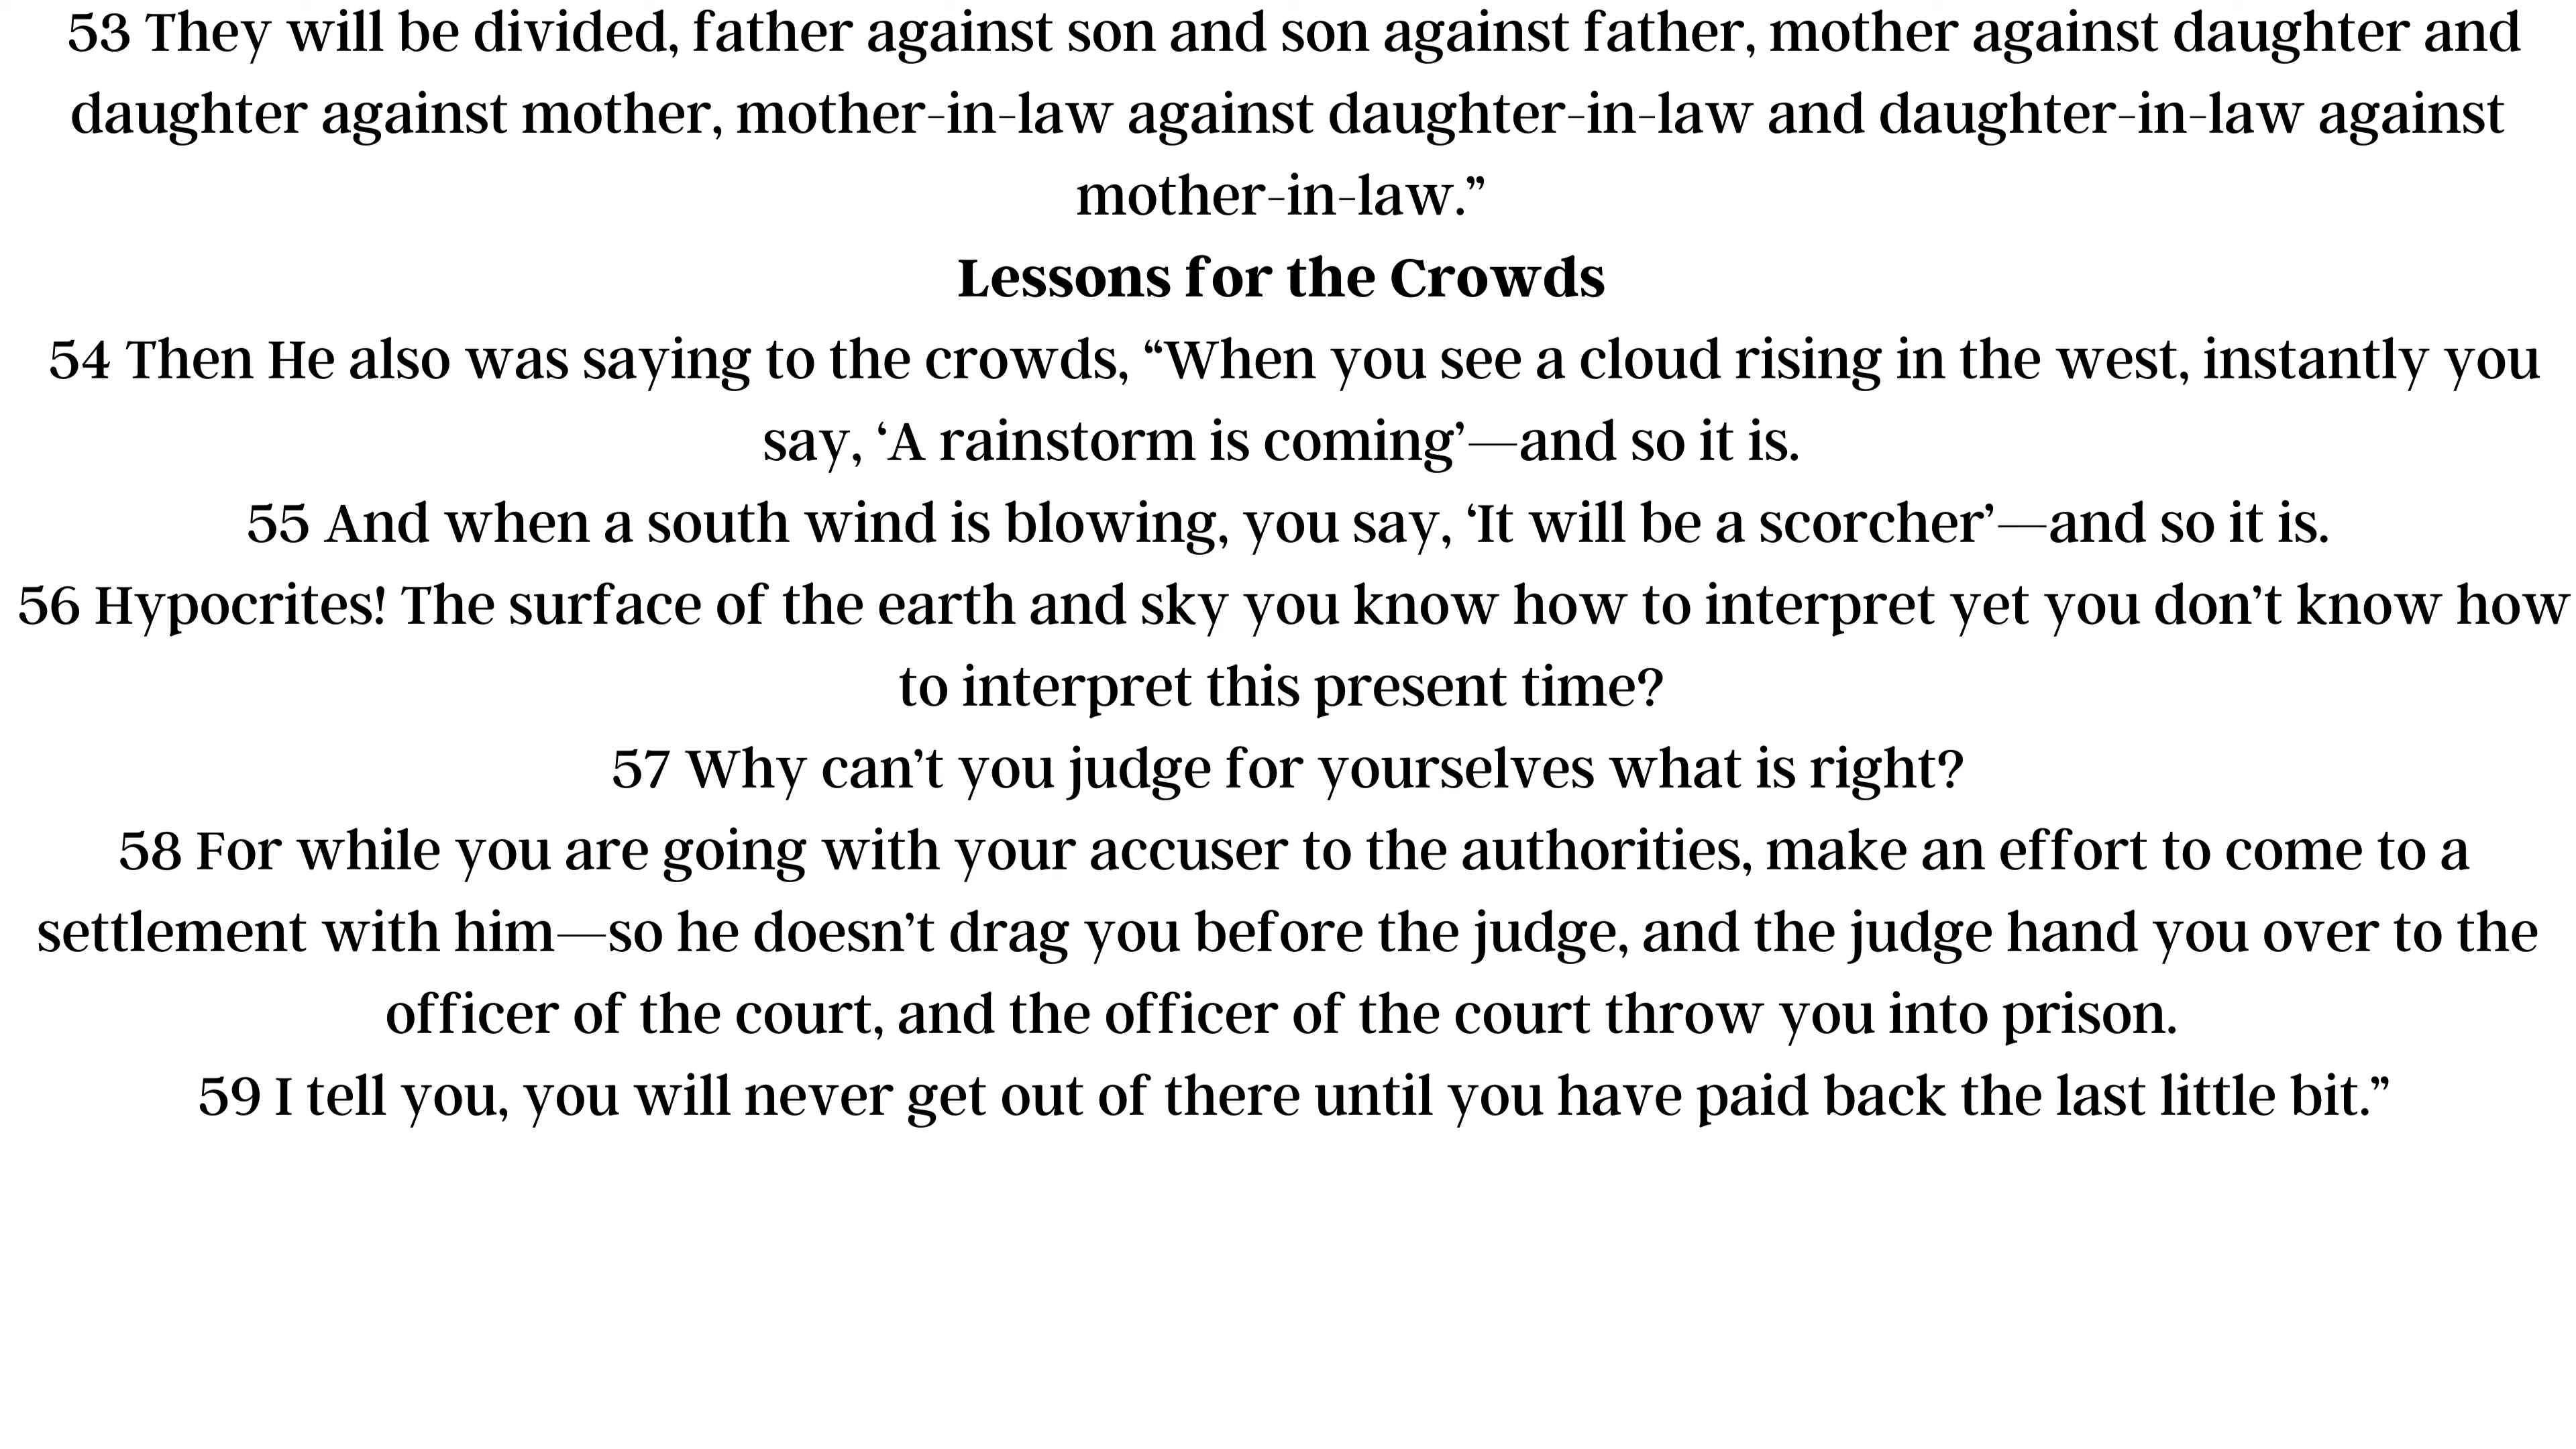 53 They will be divided, father against son and son against father, mother against daughter and
daughter against mother, mother-in-law against daughter-in-law and daughter-in-law against
mother-in-law.”
Lessons for the Crowds
54 Then He also was saying to the crowds, “When you see a cloud rising in the west, instantly you
say, ‘A rainstorm is coming’—and so it is.
55 And when a south wind is blowing, you say, ‘It will be a scorcher’—and so it is.
56 Hypocrites! The surface of the earth and sky you know how to interpret yet you don’t know how
to interpret this present time?
57 Why can’t you judge for yourselves what is right?
58 For while you are going with your accuser to the authorities, make an effort to come to a
settlement with him—so he doesn’t drag you before the judge, and the judge hand you over to the
officer of the court, and the officer of the court throw you into prison.
59 I tell you, you will never get out of there until you have paid back the last little bit.”